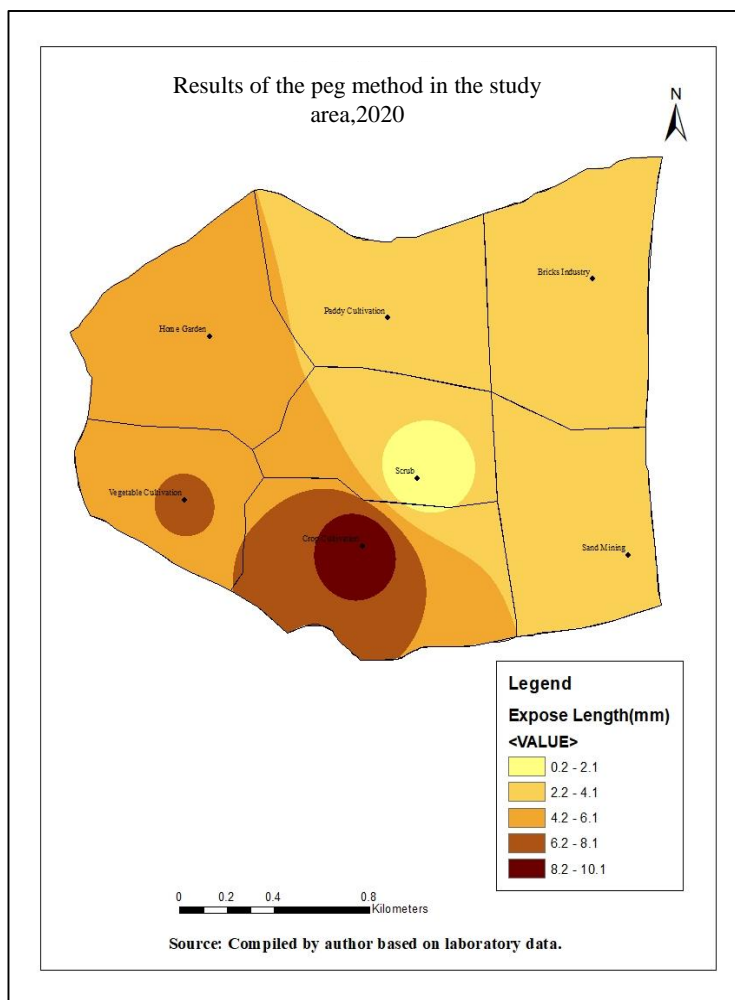 Results of the peg method in the study
area,2020
N
Bricks Industry
Paddy Cultivation
Home Garden
Scrub
Vegetable Cultivation
Crop Cultivation
Sand Mining
Legend
Expose Length(mm)
<VALUE>
0.2 - 2.1
2.2 - 4.1
4.2 - 6.1
6.2 - 8.1
8.2 - 10.1
0 0.2 0.4 0.8
Kilometers
Source: Compiled by author based on laboratory data.